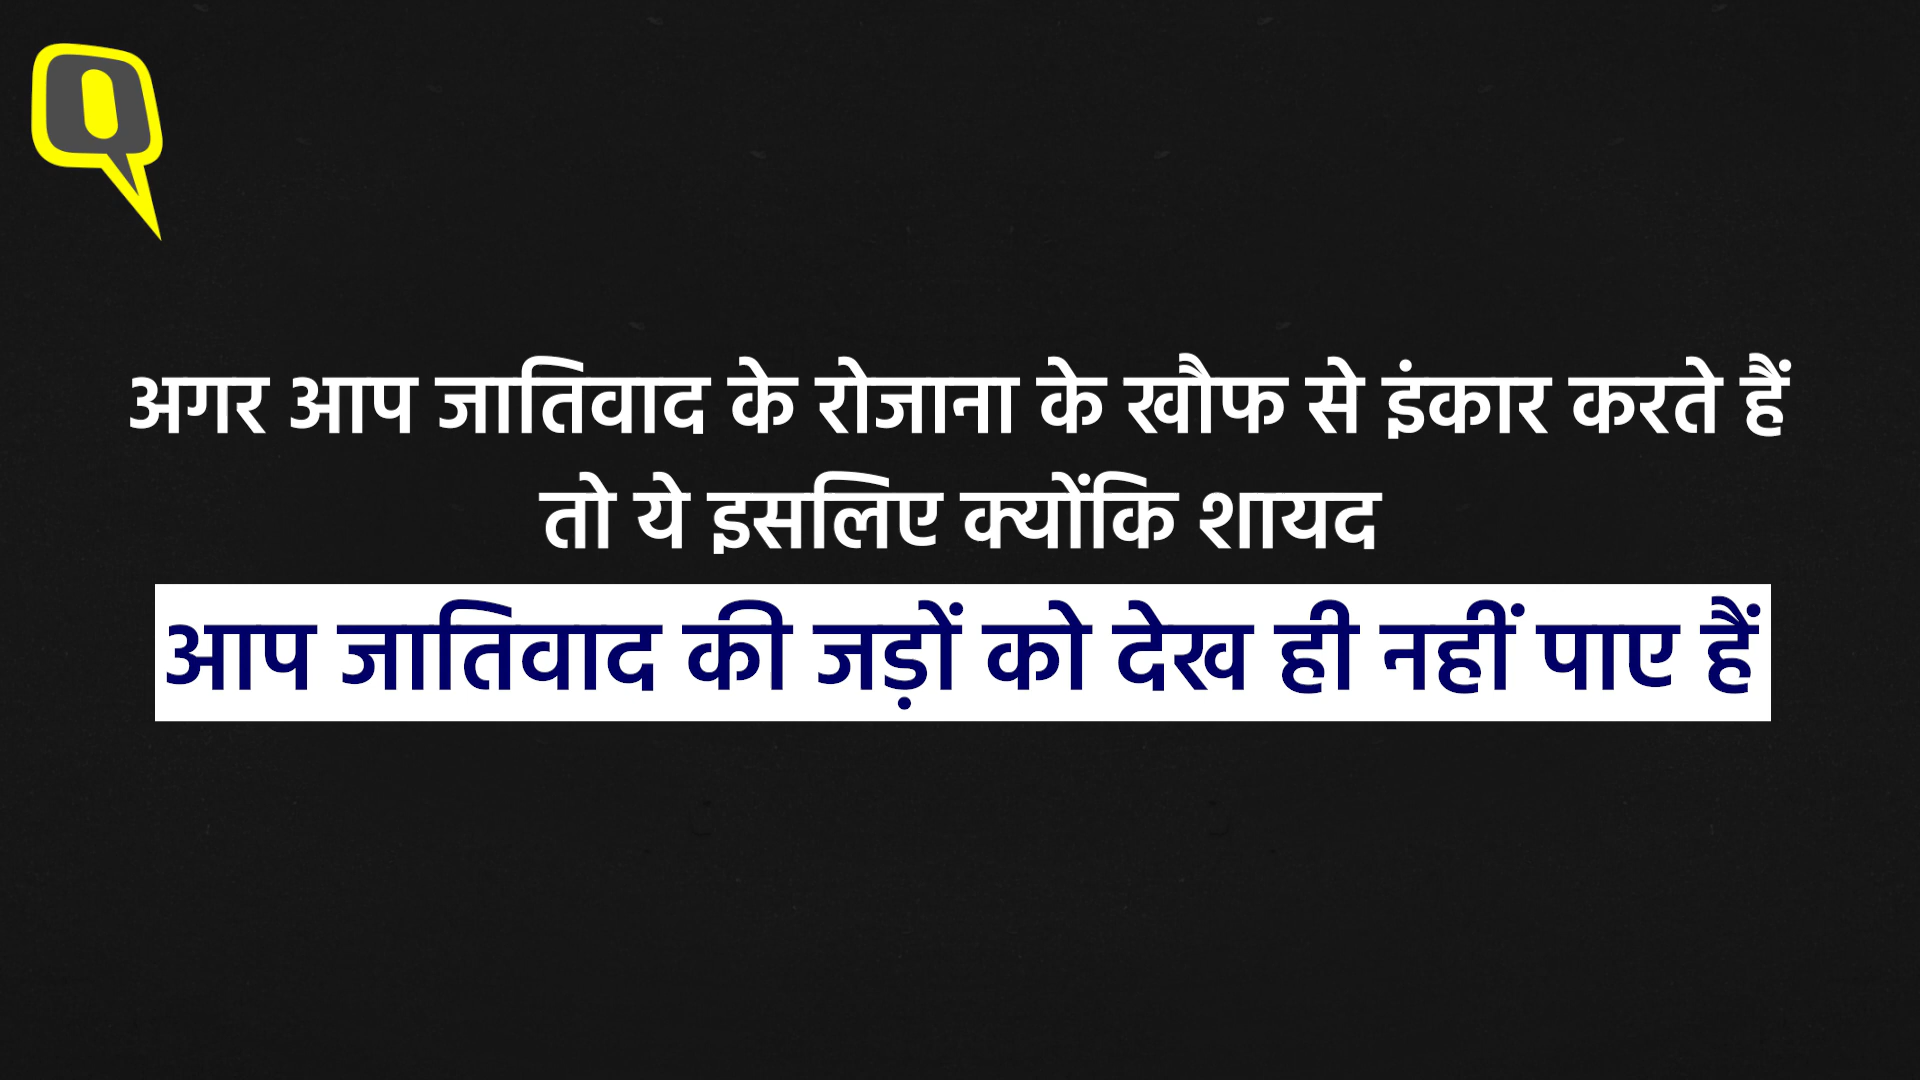 अगर आप जातिवाद के रोजाना के खौफ से इंकार करते हैं
तो ये इसलिए क्योंकि शायद
आप जातिवाद की जड़ों को देख ही नहीं पाए हैं